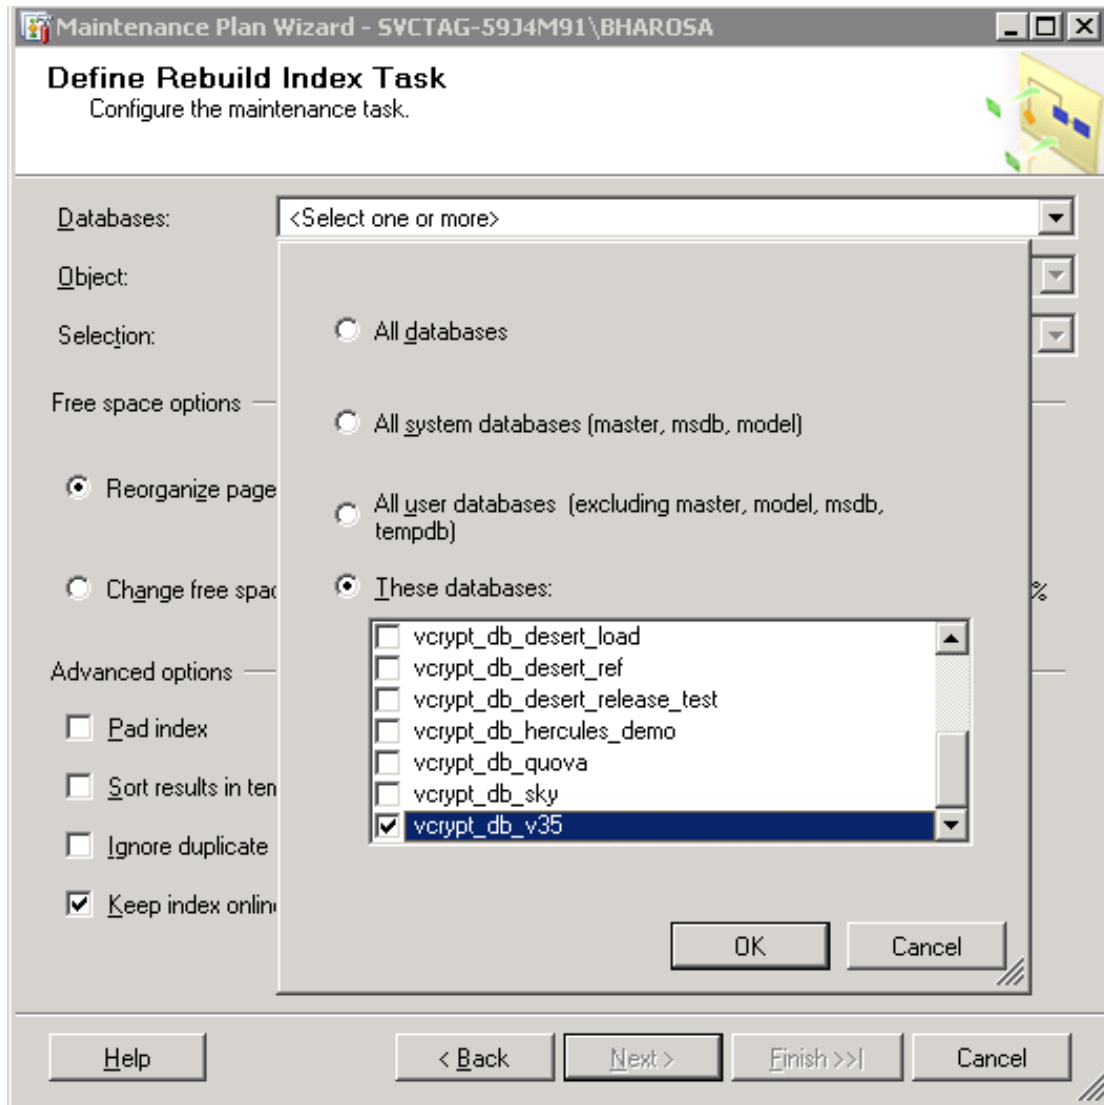 Maintenance Plan Wizard - SVCTAG-59J4M91\BHAROSA
Define Rebuild Index Task
Configure the maintenance task.
Databases:
<Select one or more>
Object:
Selection:
All databases
Free space options
All system databases (master, msdb, model)
Reorganize page
All user databases (excluding master, model, msdb,
tempdb)
Change free spac
These databases:
%
vcrypt_db_desert_load
vcrypt_db_desert_ref
Advanced options
vcrypt_db_desert_release_test
Pad index
vcrypt_db_hercules_demo
vcrypt_db_quova
Sort results in tem
vcrypt_db_sky
vcrypt_db_v35
Ignore duplicate
Keep index online
OK
Cancel
Help
< Back
Next >
Finish >>|
Cancel